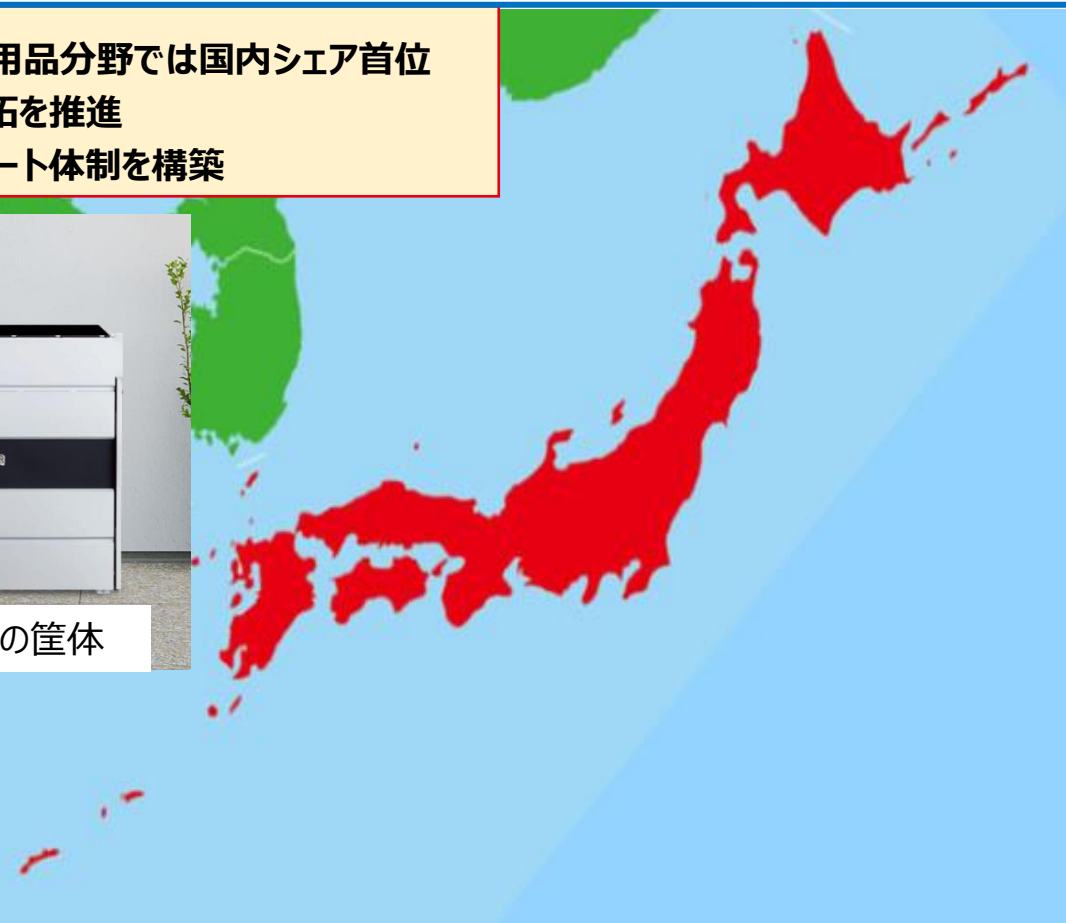 用品分野では国内シェア首位
拓を推進
ート体制を構築
の筐体